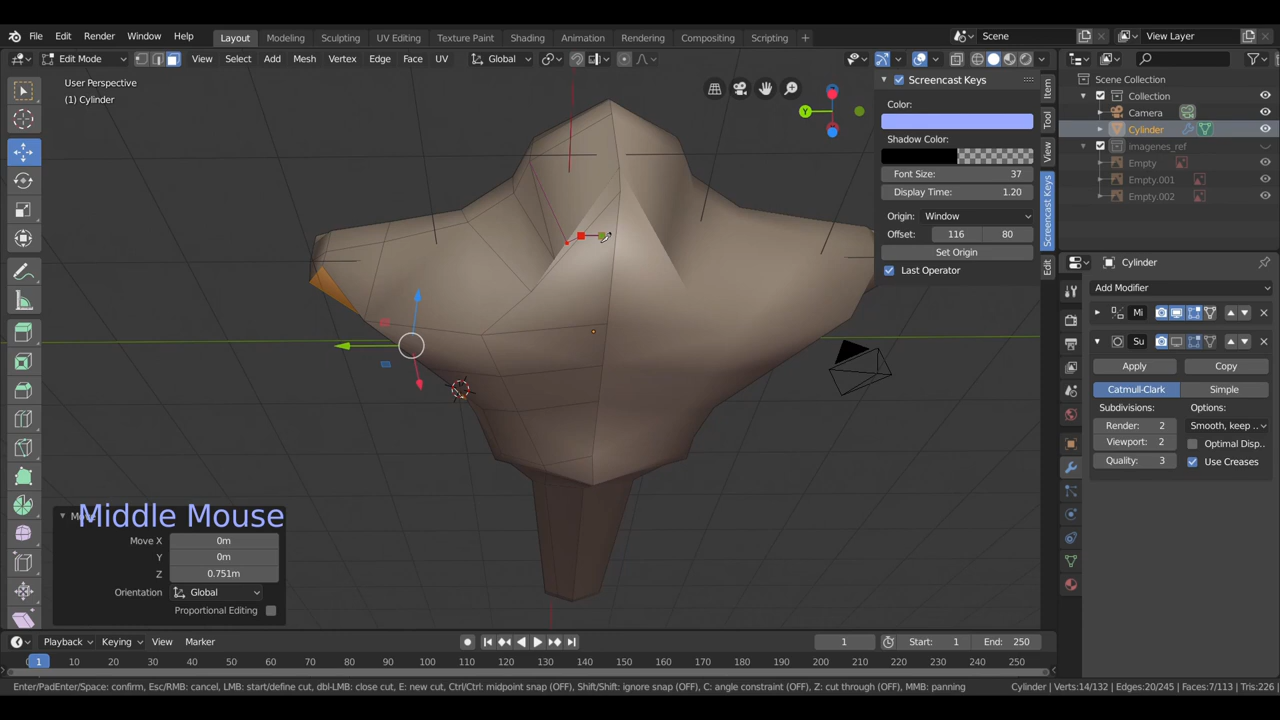 File Edit Render Window Help Layout Modeling Sculpting UV Editing Texture Paint Shading Animation Rendering Compositing Scripting + Scene View Layer
Edit Mode View Select Add Mesh Vertex Edge Face UV Global
User Perspective
(1) Cylinder
Y
Screencast Keys
Color:
Shadow Color:
Font Size: 37
Display Time: 1.20
Origin: Window
Offset: 116 80
Set Origin
Last Operator
Item
Tool
View
Screencast Keys
Edit
Scene Collection
Collection
Camera
Cylinder
imagenes_ref
Empty
Empty.001
Empty.002
Cylinder
Add Modifier
Mi
Su
Apply Copy
Catmull-Clark Simple
Subdivisions: Options:
Render: 2 Smooth, keep ..
Viewport: 2 Optimal Disp..
Quality: 3 Use Creases
Middle Mouse
Move X 0m
Y 0m
Z 0.751m
Orientation Global
Proportional Editing
Playback Keying View Marker 1 Start: 1 End: 250
1 10 20 30 40 50 60 70 80 90 100 110 120 130 140 150 160 170 180 190 200 210 220 230 240 250
Enter/PadEnter/Space: confirm, Esc/RMB: cancel, LMB: start/define cut, dbl-LMB: close cut, E: new cut, Ctrl/Ctrl: midpoint snap (OFF), Shift/Shift: ignore snap (OFF), C: angle constraint (OFF), Z: cut through (OFF), MMB: panning Cylinder | Verts:14/132 | Edges:20/245 | Faces:7/113 | Tris:226